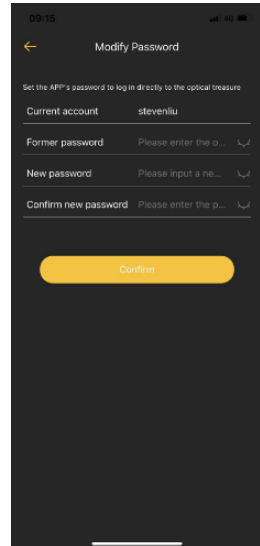 09:15
Modify Password
Set the APP's password to log in directly to the optical treasure
Current account stevenliu
Former password Please enter the o...
New password Please input a ne...
Confirm new password Please enter the p...
Confirm